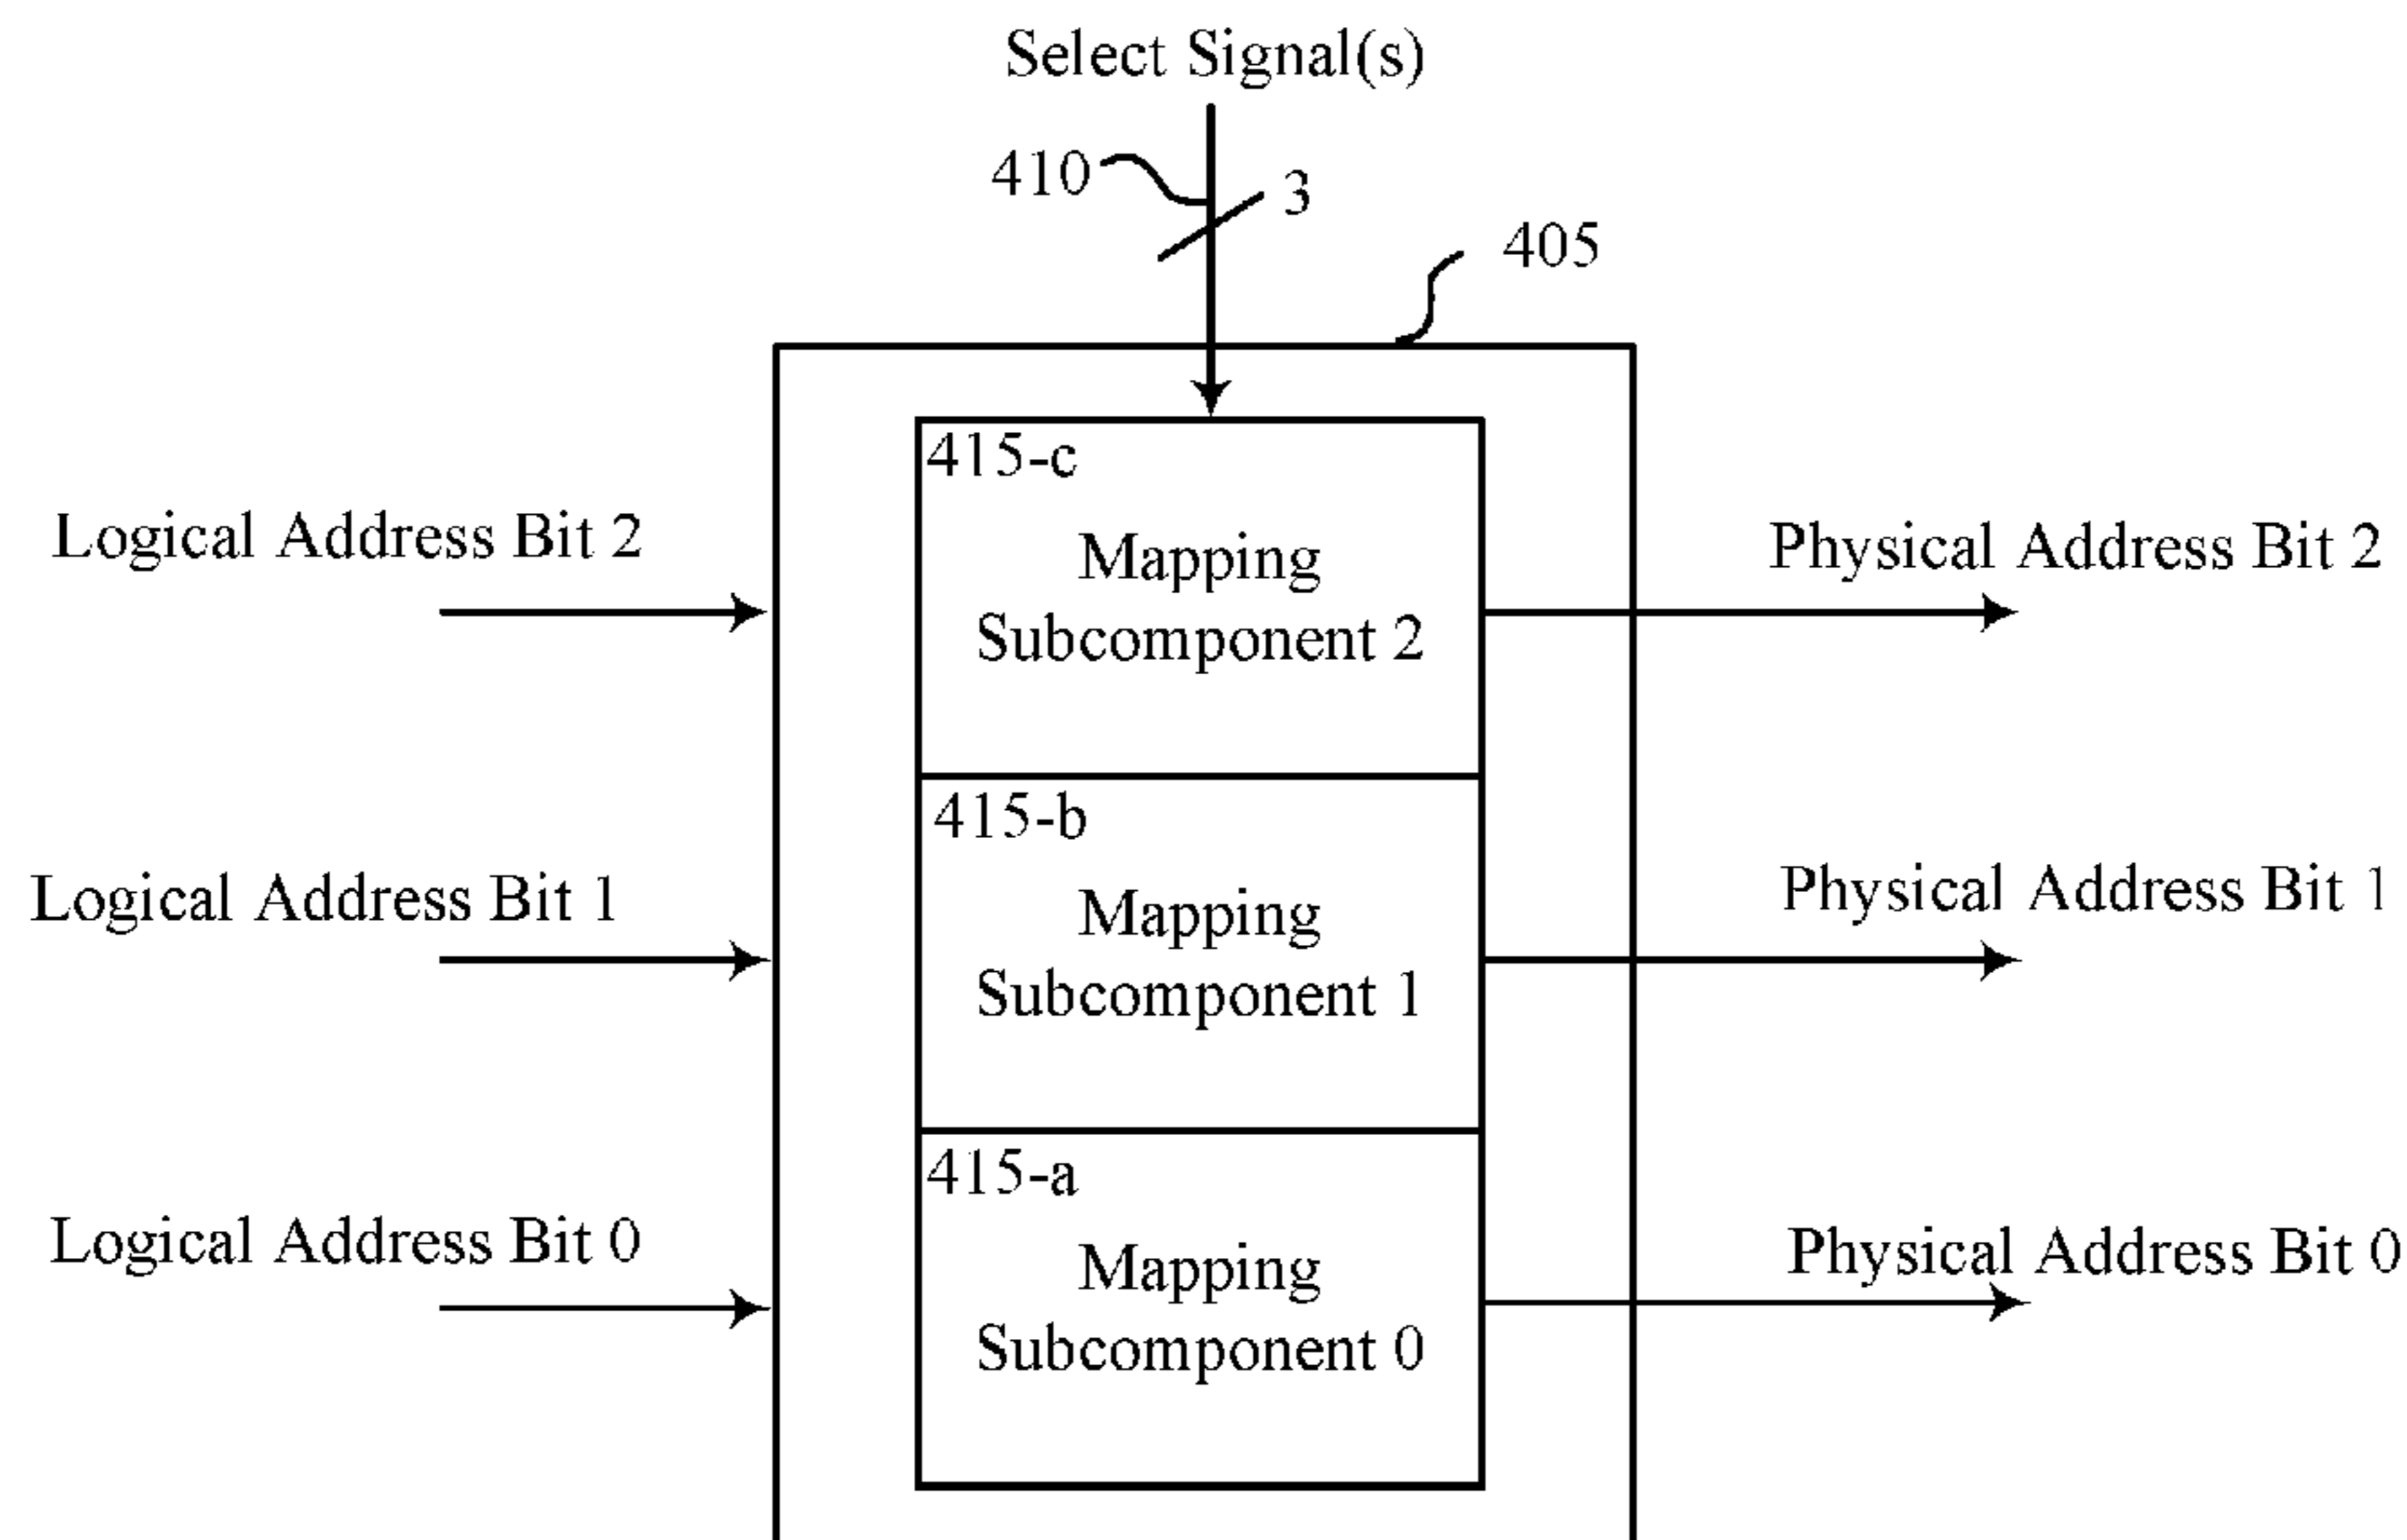 Select Signal(s)
410
3
405
415-c
Logical Address Bit 2
Mapping
Subcomponent 2
Physical Address Bit 2
415-b
Logical Address Bit 1
Mapping
Subcomponent 1
Physical Address Bit 1
415-a
Logical Address Bit 0
Mapping
Subcomponent 0
Physical Address Bit 0